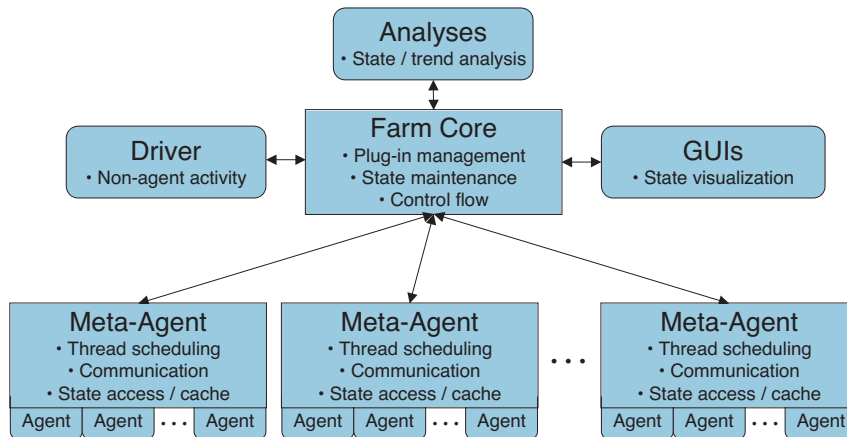 Analyses
• State / trend analysis
Farm Core
• Plug-in management
• State maintenance
• Control flow
Driver
• Non-agent activity
GUIs
• State visualization
Meta-Agent
• Thread scheduling
• Communication
• State access / cache
Agent Agent ... Agent
Meta-Agent
• Thread scheduling
• Communication
• State access / cache
Agent Agent ... Agent
...
Meta-Agent
• Thread scheduling
• Communication
• State access / cache
Agent Agent ... Agent